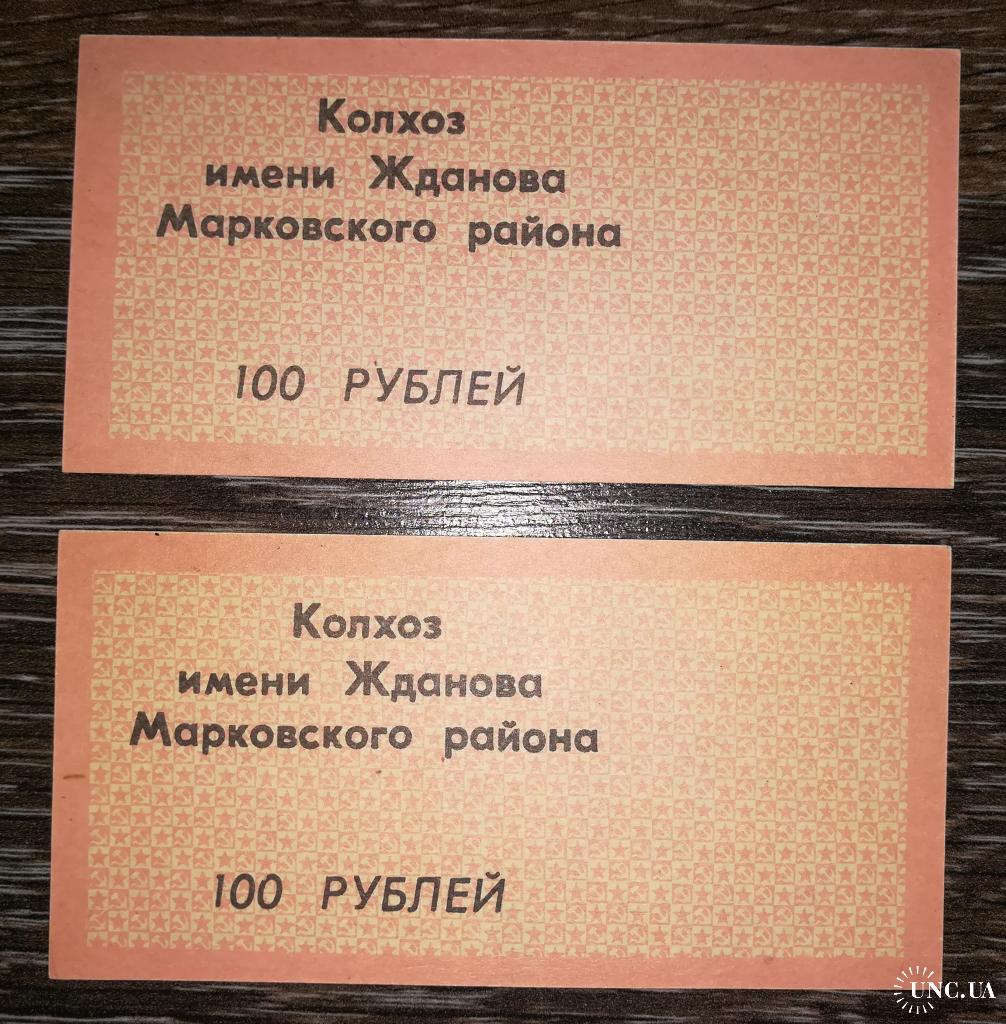 Колхоз
имени Жданова
Марковского района
100 РУБЛЕЙ
Колхоз
имени Жданова
Марковского района
100 РУБЛЕЙ
UNC.UA